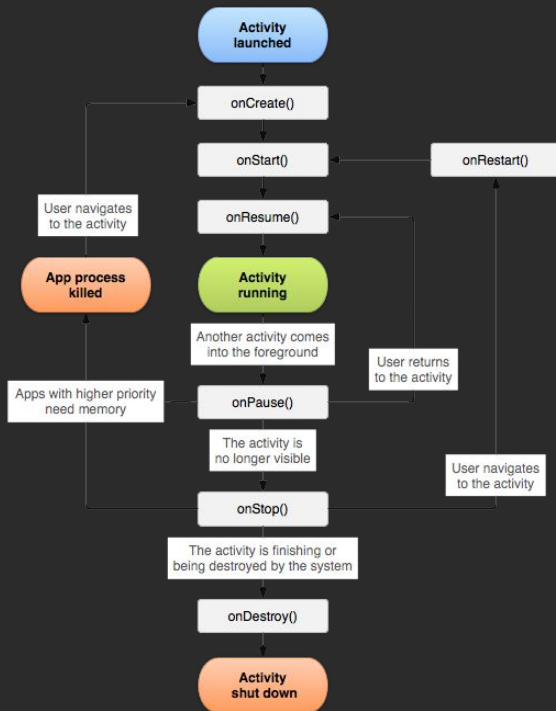 Activity
launched
onCreate()
onStart()
onRestart()
User navigates
to the activity
onResume()
App process
killed
Activity
running
Another activity comes
into the foreground
User returns
to the activity
Apps with higher priority
need memory
onPause()
The activity is
no longer visible
User navigates
to the activity
onStop()
The activity is finishing or
being destroyed by the system
onDestroy()
Activity
shut down